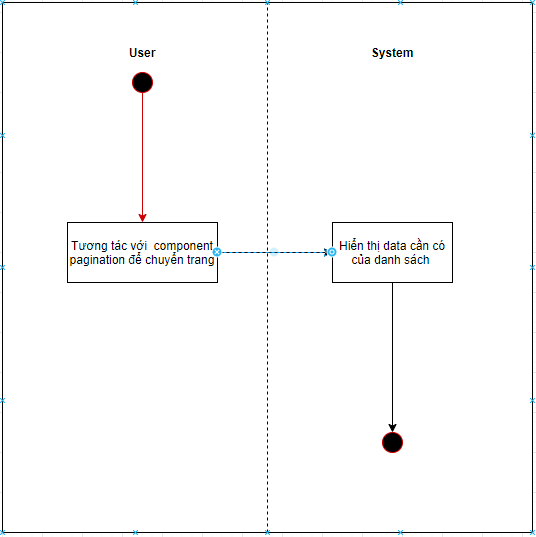 User
System
Tương tác với component
pagination để chuyển trang
Hiển thị data cần có
của danh sách